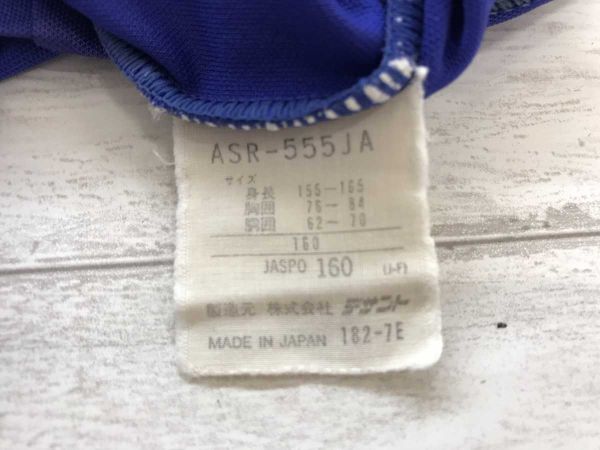 ASR-555JA
サイズ
身長 155-165
胸囲 76-84
胴囲 62-70
160
JASPO 160 (J-F)
製造元 株式会社 デサント
MADE IN JAPAN 182-7E